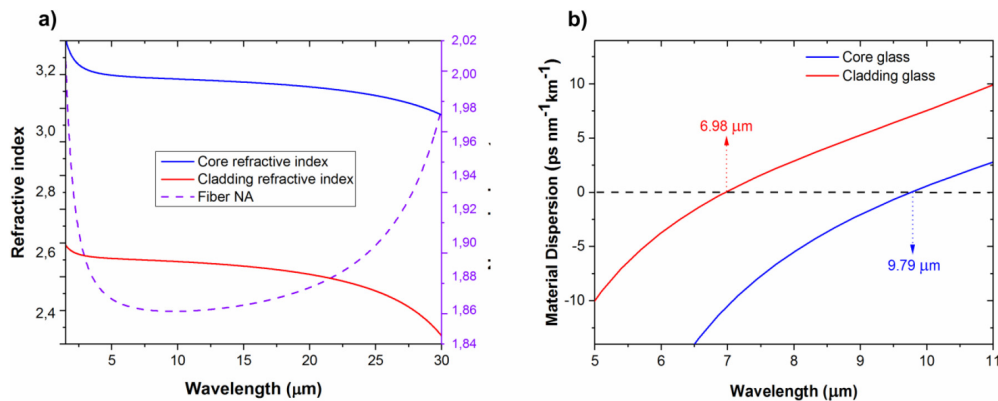 a)
3,2
3,0
2,8
2,6
2,4
Refractive index
2,02
2,00
1,98
1,96
1,94
1,92
1,90
1,88
1,86
1,84
Core refractive index
Cladding refractive index
Fiber NA
5
10
15
20
25
30
Wavelength (μm)
b)
10
5
0
-5
-10
Material Dispersion (ps nm⁻¹km⁻¹)
Core glass
Cladding glass
6.98 μm
9.79 μm
5
6
7
8
9
10
11
Wavelength (μm)